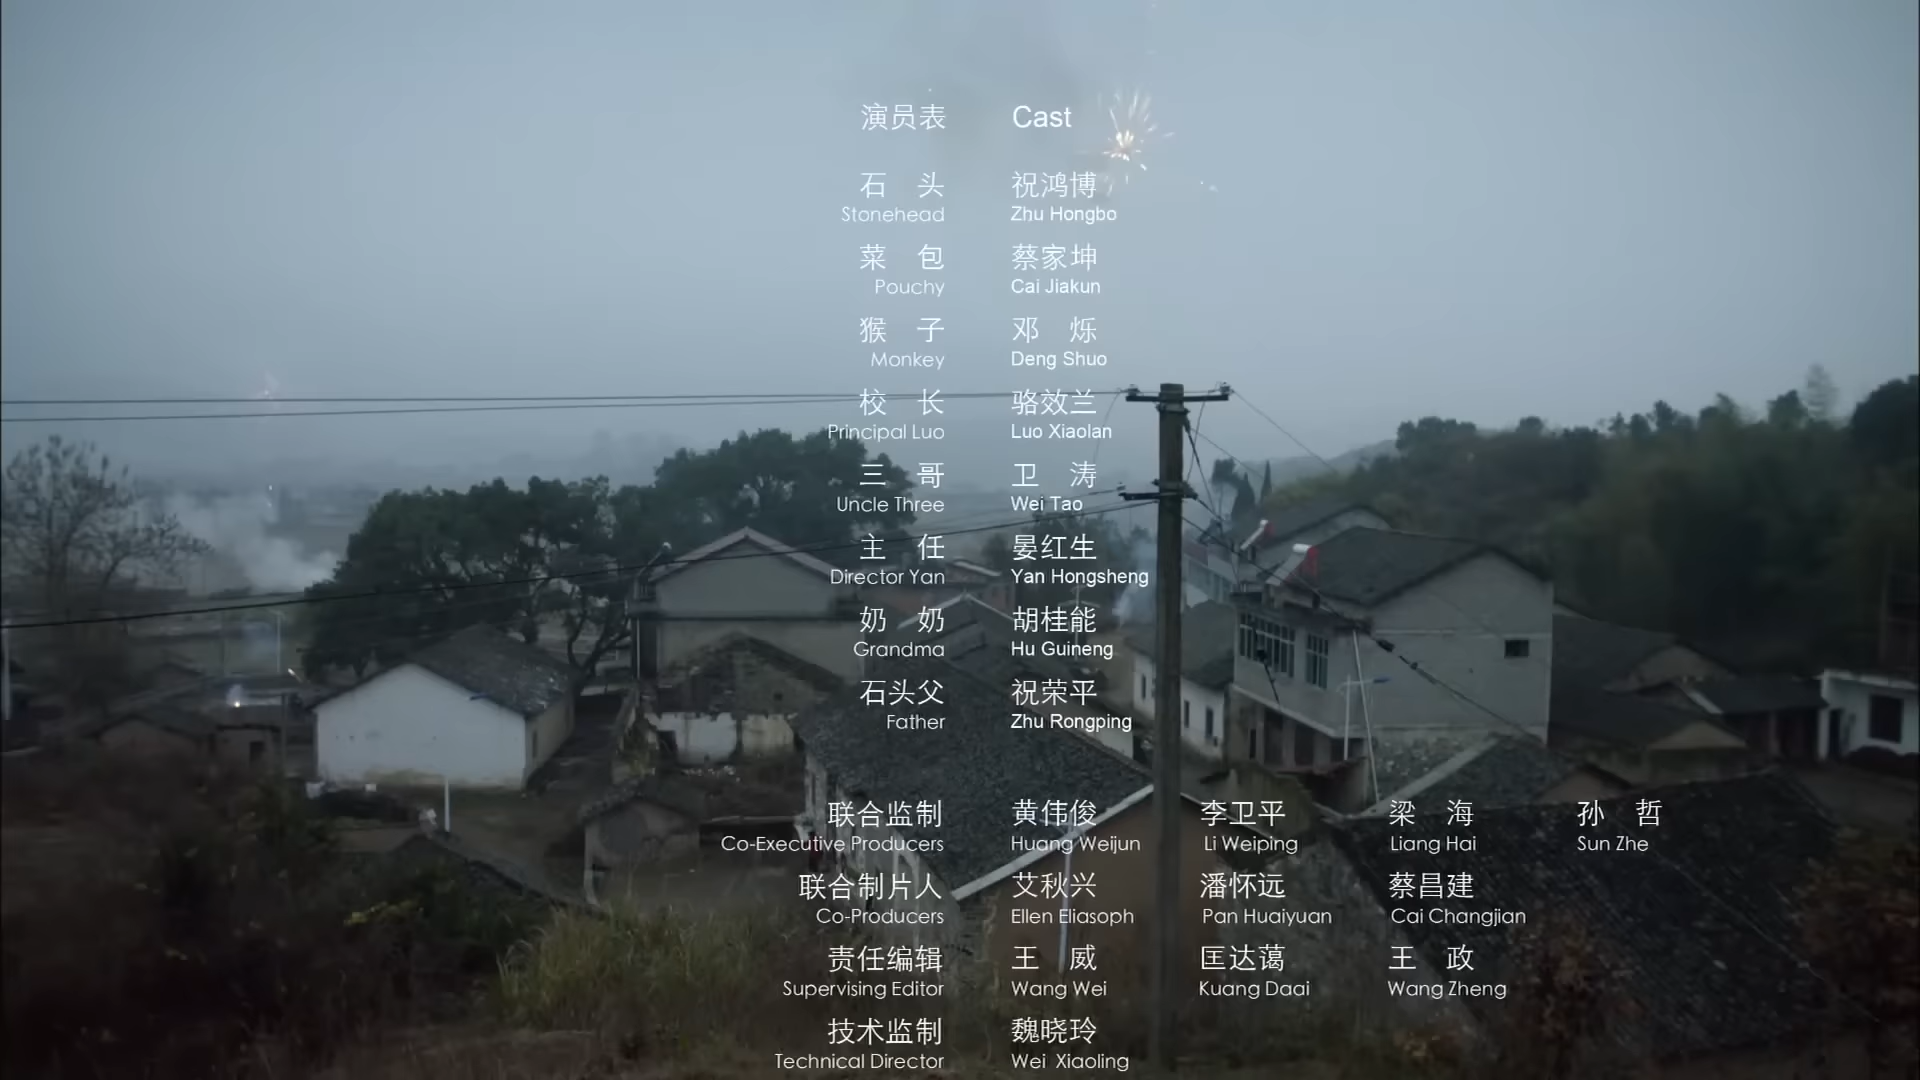 演员表 Cast
石头 祝鸿博
Stonehead Zhu Hongbo
菜包 蔡家坤
Pouchy Cai Jiakun
猴子 邓烁
Monkey Deng Shuo
校长 骆效兰
Principal Luo Luo Xiaolan
三哥 卫涛
Uncle Three Wei Tao
主任 晏红生
Director Yan Yan Hongsheng
奶奶 胡桂能
Grandma Hu Guineng
石头父 祝荣平
Father Zhu Rongping
联合监制 黄伟俊 李卫平 梁海 孙哲
Co-Executive Producers Huang Weijun Li Weiping Liang Hai Sun Zhe
联合制片人 艾秋兴 潘怀远 蔡昌建
Co-Producers Ellen Eliasoph Pan Huaiyuan Cai Changjian
责任编辑 王威 匡达蔼 王政
Supervising Editor Wang Wei Kuang Daai Wang Zheng
技术监制 魏晓玲
Technical Director Wei Xiaoling